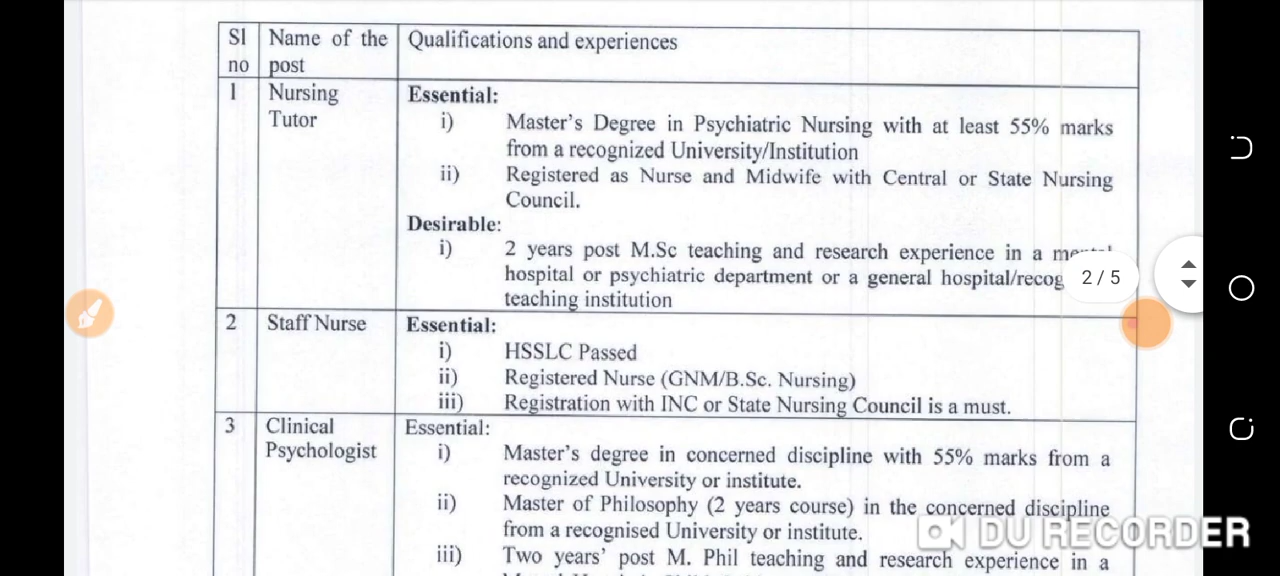 Sl no
Name of the post
Qualifications and experiences
1
Nursing Tutor
Essential:
i) Master's Degree in Psychiatric Nursing with at least 55% marks
from a recognized University/Institution
ii) Registered as Nurse and Midwife with Central or State Nursing
Council.
Desirable:
i) 2 years post M.Sc teaching and research experience in a
hospital or psychiatric department or a general hospital/
teaching institution
2 / 5
2
Staff Nurse
Essential:
i) HSSLC Passed
ii) Registered Nurse (GNM/B.Sc. Nursing)
iii) Registration with INC or State Nursing Council is a must.
3
Clinical Psychologist
Essential:
i) Master's degree in concerned discipline with 55% marks from a
recognized University or institute.
ii) Master of Philosophy (2 years course) in the concerned discipline
from a recognised University or institute.
iii) Two years' post M. Phil teaching and research experience in a
DU RECORDER